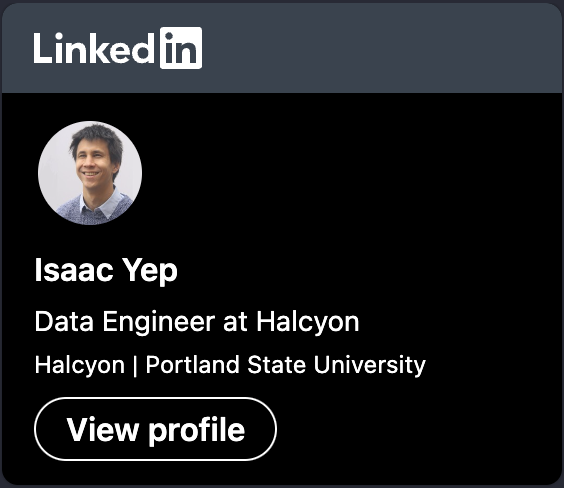 LinkedIn
Isaac Yep
Data Engineer at Halcyon
Halcyon | Portland State University
View profile